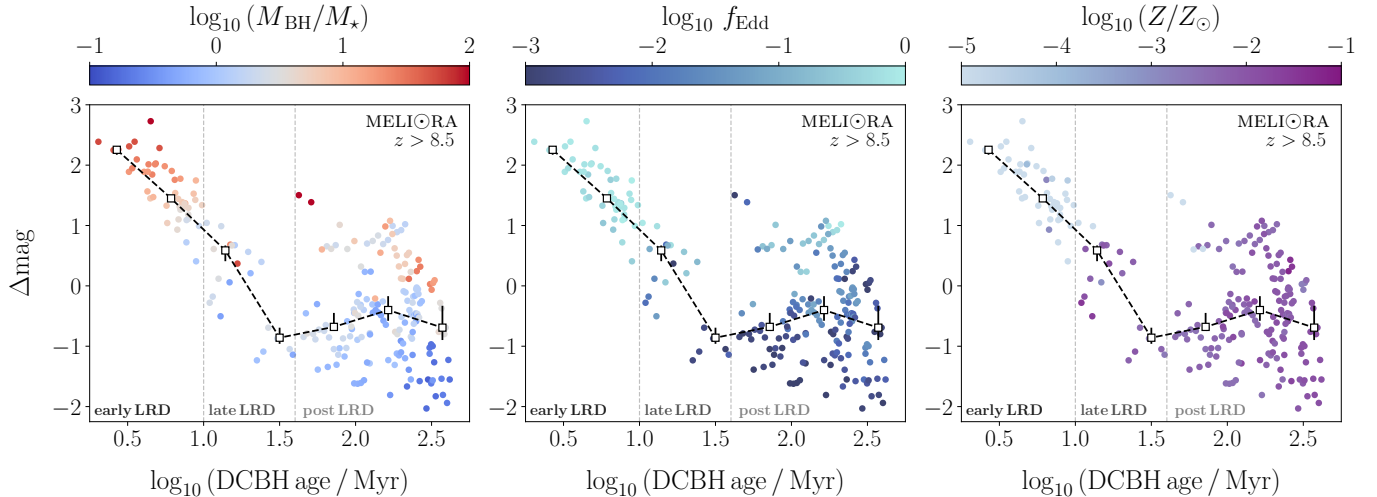 log₁₀ (M_BH/M⋆)
−1 0 1 2
log₁₀ f_Edd
−3 −2 −1 0
log₁₀ (Z/Z⊙)
−5 −4 −3 −2 −1
Δmag
3
2
1
0
−1
−2
MELI⊙RA
z > 8.5
early LRD late LRD post LRD
0.5 1.0 1.5 2.0 2.5
log₁₀ (DCBH age / Myr)
MELI⊙RA
z > 8.5
3
2
1
0
−1
−2
early LRD late LRD post LRD
0.5 1.0 1.5 2.0 2.5
log₁₀ (DCBH age / Myr)
MELI⊙RA
z > 8.5
3
2
1
0
−1
−2
early LRD late LRD post LRD
0.5 1.0 1.5 2.0 2.5
log₁₀ (DCBH age / Myr)